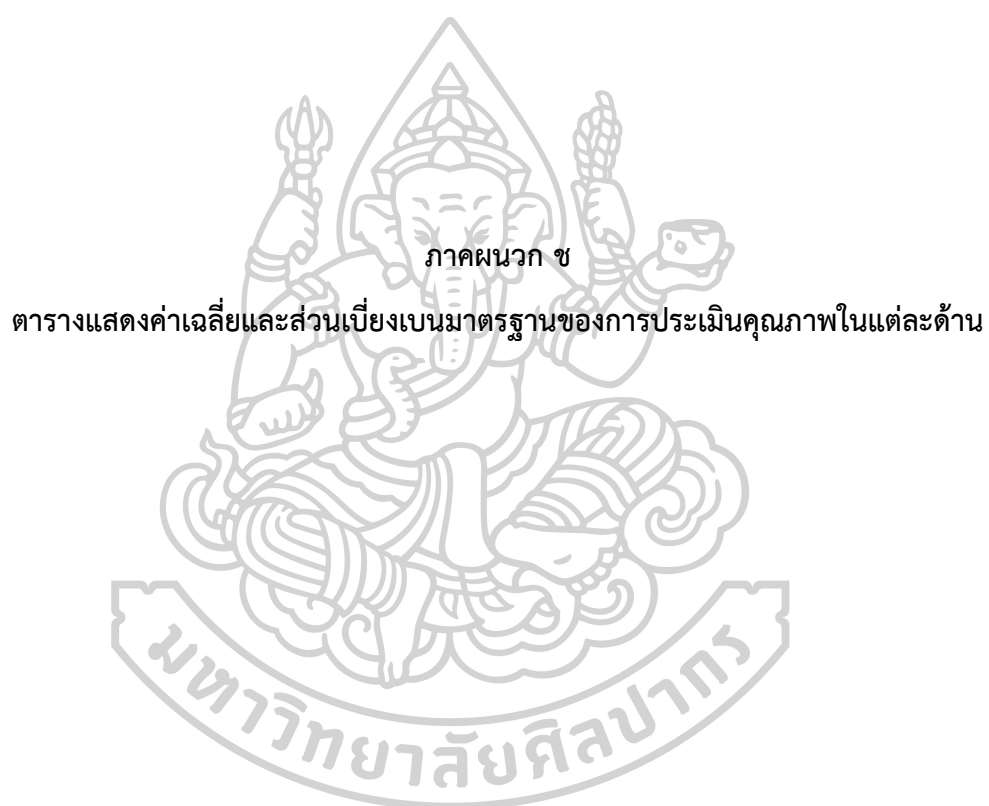 ภาคผนวก ช
ตารางแสดงค่าเฉลี่ยและส่วนเบี่ยงเบนมาตรฐานของการประเมินคุณภาพในแต่ละด้าน
มหาวิทยาลัยศิลปากร